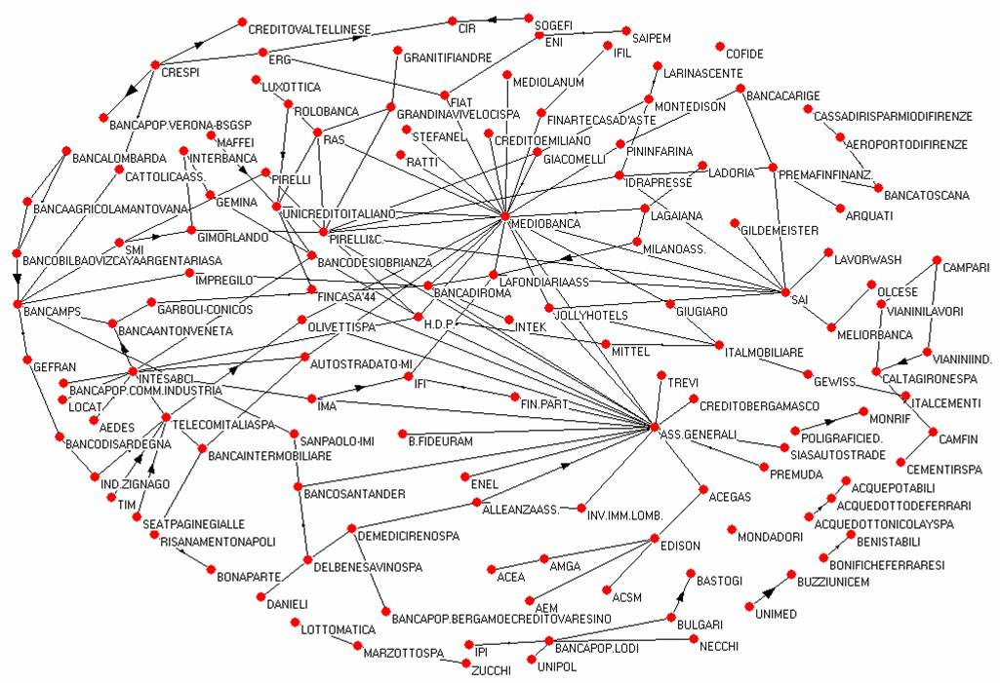 CREDITOVALTELLINESE
CIR
SOGEFI
ENI
SAIPEM
IFIL
COFIDE
CRESPI
ERG
GRANITIFIANDRE
MEDIOLANUM
LARINASCENTE
LUXOTTICA
ROLOBANCA
FIAT
GRANDINAVIVELOCISPA
FINARTECASAD'ASTE
MONTEDISON
BANCACARIGE
CASSADIRISPARMIODIFIRENZE
BANCAPOP.VERONA-BSGSP
MAFFEI
RAS
STEFANEL
CREDITOEMILIANO
PININFARINA
AEROPORTODIFIRENZE
BANCALOMBARDA
INTERBANCA
RATTI
GIACOMELLI
CATTOLICAASS.
PIRELLI
IDRAPRESSE
LADORIA
PREMAFINFINANZ.
BANCATOSCANA
BANCAAGRICOLAMANTOVANA
GEMINA
UNICREDITOITALIANO
MEDIOBANCA
LAGAIANA
ARQUATI
GIMORLANDO
PIRELLI&C.
GILDEMEISTER
SMI
MILANOASS.
BANCOBILBAOVIZCAYAARGENTARIASA
BANCODESIOBRIANZA
LAVORWASH
CAMPARI
IMPREGILO
LAFONDIARIAASS
BANCADIROMA
FINCASA'44
SAI
OLCESE
BANCAMPS
GARBOLI-CONICOS
JOLLYHOTELS
GIUGIARO
VIANINILAVORI
BANCAANTONVENETA
OLIVETTISPA
H.D.P.
INTEK
MELIORBANCA
MITTEL
ITALMOBILIARE
VIANINIIND.
GEFRAN
AUTOSTRADATO-MI
INTESABCI
IFI
GEWISS
CALTAGIRONESPA
BANCAPOP.COMM.INDUSTRIA
TREVI
LOCAT
IMA
FIN.PART.
CREDITOBERGAMASCO
ITALCEMENTI
AEDES
TELECOMITALIASPA
ASS.GENERALI
MONRIF
BANCODISARDEGNA
SANPAOLO-IMI
B.FIDEURAM
POLIGRAFICIED.
CAMFIN
BANCAINTERMOBILIARE
SIASAUTOSTRADE
PREMUDA
CEMENTIRSPA
IND.ZIGNAGO
BANCOSANTANDER
ENEL
ACEGAS
ACQUEPOTABILI
TIM
ALLEANZAASS.
INV.IMM.LOMB.
ACQUEDOTTODEFERRARI
SEATPAGINEGIALLE
ACQUEDOTTONICOLAYSPA
RISANAMENTONAPOLI
DEMEDICIRENOSPA
EDISON
MONDADORI
BENISTABILI
BONAPARTE
DELBENESAVINOSPA
ACEA
AMGA
BONIFICHEFERRARESI
DANIELI
AEM
ACSM
BASTOGI
BUZZIUNICEM
BANCAPOP.BERGAMOECREDITOVARESINO
UNIMED
LOTTOMATICA
BULGARI
MARZOTTOSPA
IPI
BANCAPOP.LODI
NECCHI
ZUCCHI
UNIPOL